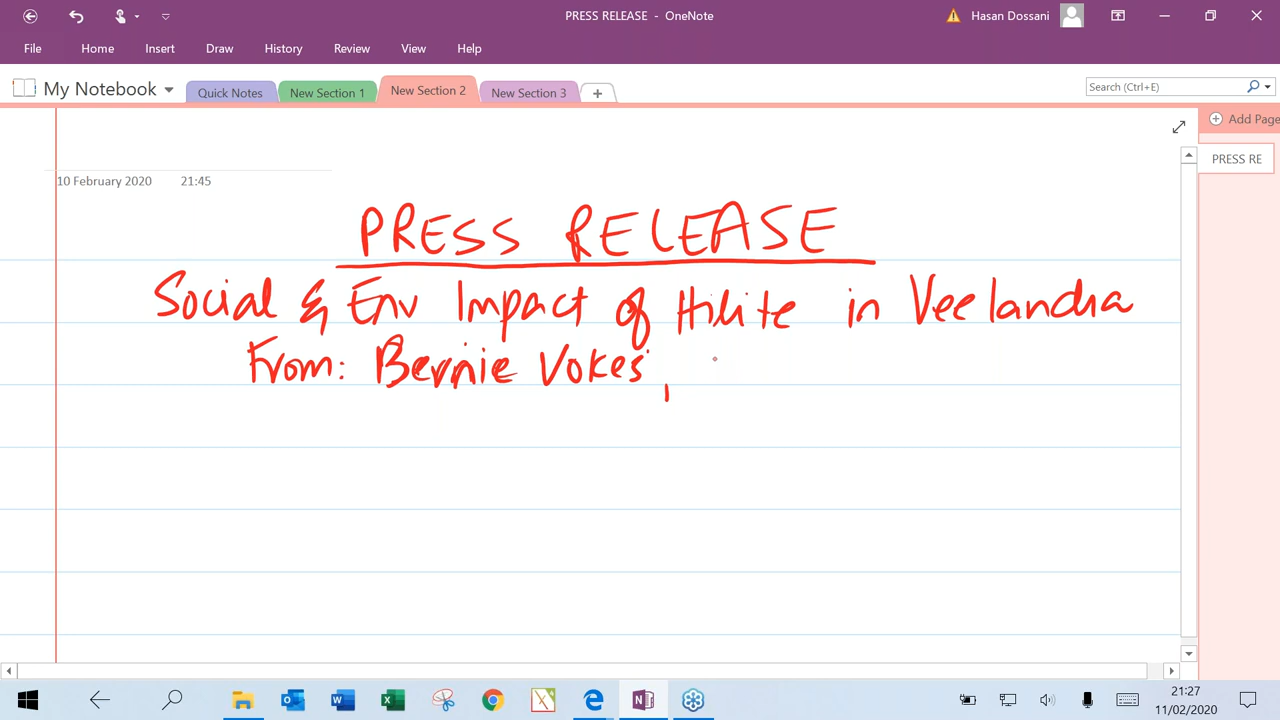 PRESS RELEASE - OneNote
Hasan Dossani
File Home Insert Draw History Review View Help
My Notebook Quick Notes New Section 1 New Section 2 New Section 3
Search (Ctrl+E)
Add Page
PRESS RE
10 February 2020 21:45
PRESS RELEASE
Social & Env Impact of Hilite in Veelandia
From: Bernie Vokes,
21:27
11/02/2020